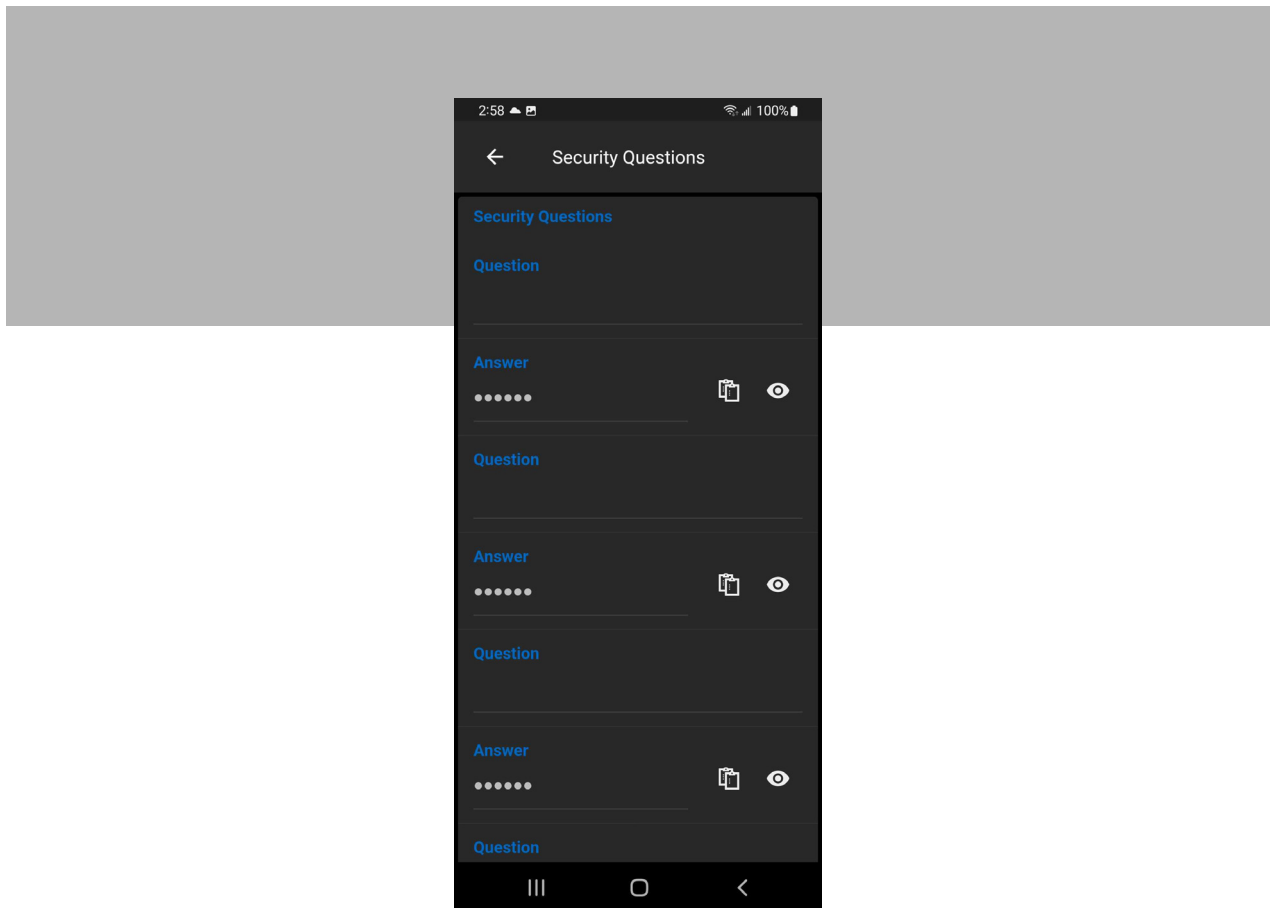 2:58 100%
Security Questions
Security Questions
Question
Answer
••••••
Question
Answer
••••••
Question
Answer
••••••
Question